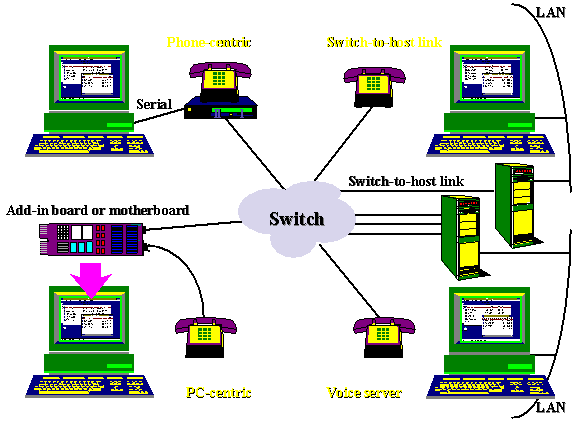 LAN
Phone-centric
Switch-to-host link
Serial
Switch-to-host link
Add-in board or motherboard
Switch
PC-centric
Voice server
LAN